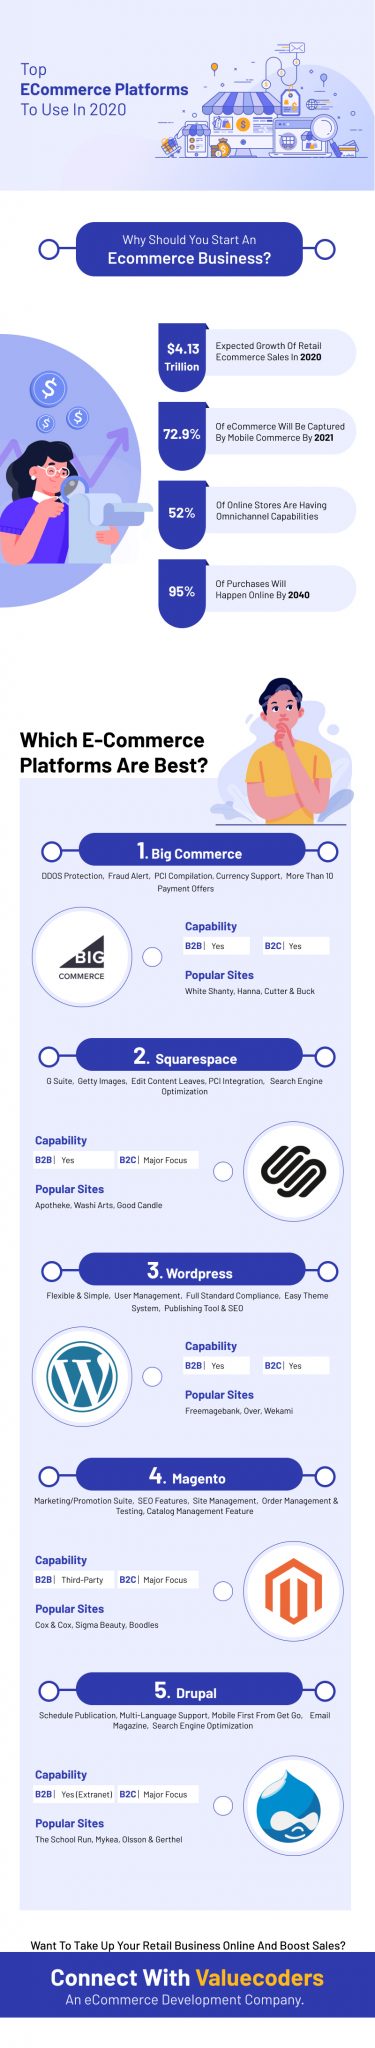 Top
ECommerce Platforms
To Use In 2020
Why Should You Start An
Ecommerce Business?
$4.13
Trillion
Expected Growth Of Retail
Ecommerce Sales In 2020
72.9%
Of eCommerce Will Be Captured
By Mobile Commerce By 2021
52%
Of Online Stores Are Having
Omnichannel Capabilities
95%
Of Purchases Will
Happen Online By 2040
Which E-Commerce
Platforms Are Best?
1. Big Commerce
DDOS Protection, Fraud Alert, PCI Compilation, Currency Support, More Than 10
Payment Offers
BIG
COMMERCE
Capability
B2B | Yes B2C | Yes
Popular Sites
White Shanty, Hanna, Cutter & Buck
2. Squarespace
G Suite, Getty Images, Edit Content Leaves, PCI Integration, Search Engine
Optimization
Capability
B2B | Yes B2C | Major Focus
Popular Sites
Apotheke, Washi Arts, Good Candle
3. Wordpress
Flexible & Simple, User Management, Full Standard Compliance, Easy Theme
System, Publishing Tool & SEO
Capability
B2B | Yes B2C | Yes
Popular Sites
Freemagebank, Over, Wekami
4. Magento
Marketing/Promotion Suite, SEO Features, Site Management, Order Management &
Testing, Catalog Management Feature
Capability
B2B | Third-Party B2C | Major Focus
Popular Sites
Cox & Cox, Sigma Beauty, Boodles
5. Drupal
Schedule Publication, Multi-Language Support, Mobile First From Get Go, Email
Magazine, Search Engine Optimization
Capability
B2B | Yes (Extranet) B2C | Major Focus
Popular Sites
The School Run, Mykea, Olsson & Gerthel
Want To Take Up Your Retail Business Online And Boost Sales?
Connect With Valuecoders
An eCommerce Development Company.